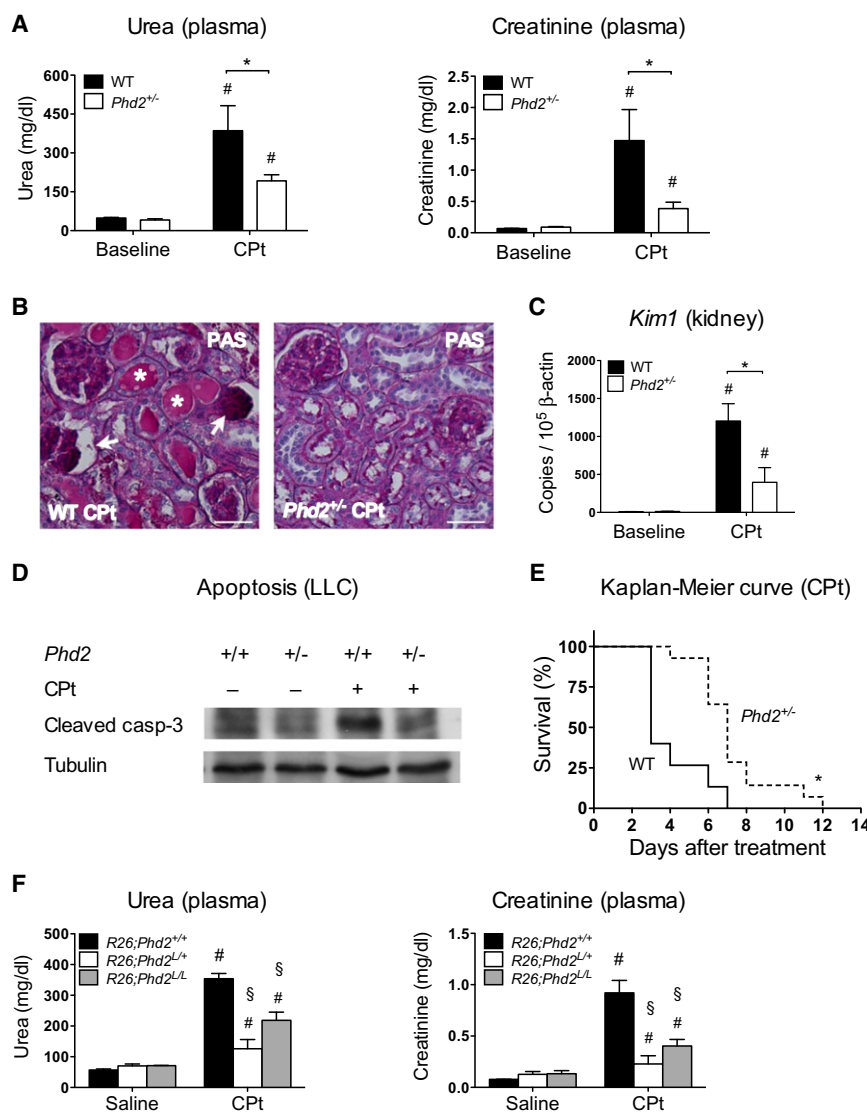 A
Urea (plasma)
Urea (mg/dl)
600
450
300
150
0
WT
Phd2+/-
#
*
#
Baseline
CPt
Creatinine (plasma)
Creatinine (mg/dl)
2.5
2.0
1.5
1.0
0.5
0.0
WT
Phd2+/-
#
*
#
Baseline
CPt
B
PAS
*
*
WT CPt
PAS
Phd2+/- CPt
C
Kim1 (kidney)
Copies / 10⁵ β-actin
2000
1500
1000
500
0
WT
Phd2+/-
#
*
#
Baseline
CPt
D
Apoptosis (LLC)
Phd2 +/+ +/- +/+ +/-
CPt – – + +
Cleaved casp-3
Tubulin
E
Kaplan-Meier curve (CPt)
Survival (%)
100
75
50
25
0
WT
Phd2+/-
*
0 2 4 6 8 10 12 14
Days after treatment
F
Urea (plasma)
Urea (mg/dl)
500
400
300
200
100
0
R26;Phd2+/+
R26;Phd2L/+
R26;Phd2L/L
#
§
#
§
#
Saline
CPt
Creatinine (plasma)
Creatinine (mg/dl)
1.5
1.0
0.5
0.0
R26;Phd2+/+
R26;Phd2L/+
R26;Phd2L/L
#
§
#
§
#
Saline
CPt